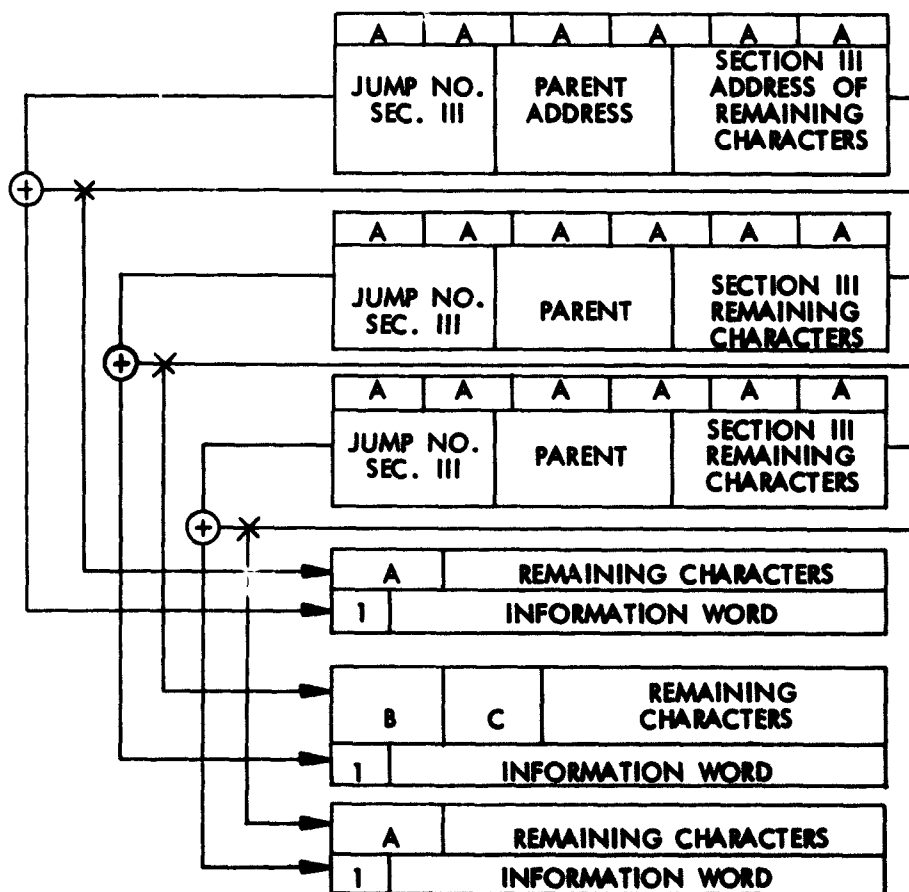 A A A A A A
JUMP NO.
SEC. III
PARENT
ADDRESS
SECTION III
ADDRESS OF
REMAINING
CHARACTERS
A A A A A A
JUMP NO.
SEC. III
PARENT
SECTION III
REMAINING
CHARACTERS
A A A A A A
JUMP NO.
SEC. III
PARENT
SECTION III
REMAINING
CHARACTERS
A REMAINING CHARACTERS
1 INFORMATION WORD
B C
REMAINING
CHARACTERS
1 INFORMATION WORD
A REMAINING CHARACTERS
1 INFORMATION WORD